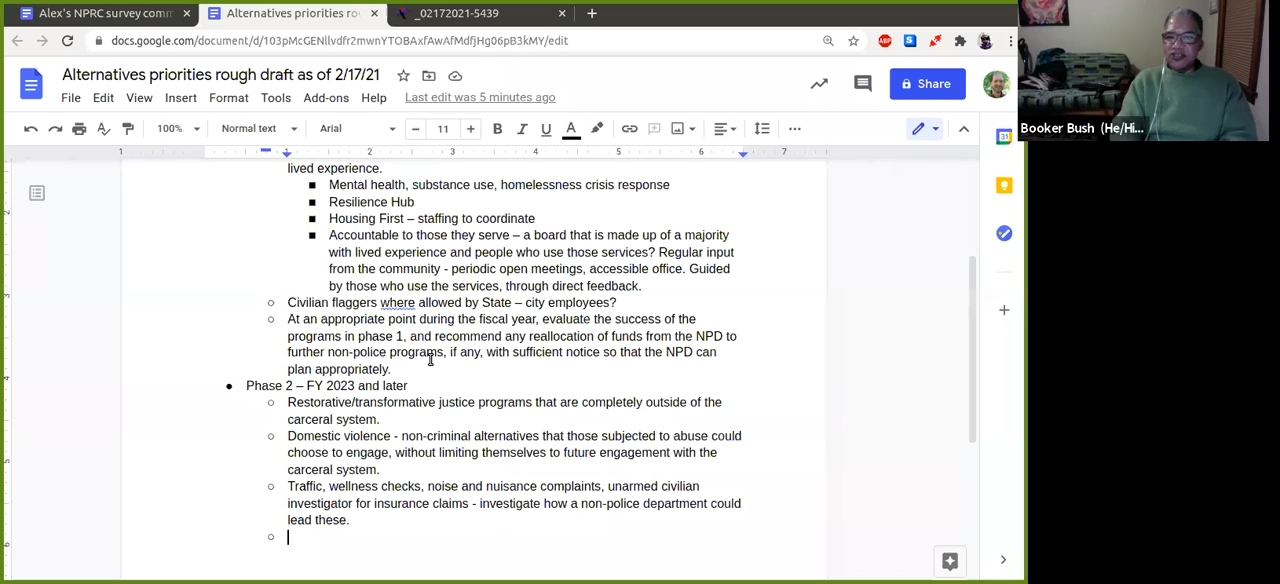 Alex's NPRC survey comm
Alternatives priorities ro
_02172021-5439
docs.google.com/document/d/103pMcGENllvdfr2mwnYTOBAxfAwAfMdfjHg06pB3kMY/edit
ABP
S
Alternatives priorities rough draft as of 2/17/21
File Edit View Insert Format Tools Add-ons Help Last edit was 5 minutes ago
Share
Booker Bush (He/Hi...
100% Normal text Arial 11 B I U A
31
1 1 2 3 4 5 6 7
lived experience.
■ Mental health, substance use, homelessness crisis response
■ Resilience Hub
■ Housing First – staffing to coordinate
■ Accountable to those they serve – a board that is made up of a majority
with lived experience and people who use those services? Regular input
from the community - periodic open meetings, accessible office. Guided
by those who use the services, through direct feedback.
○ Civilian flaggers where allowed by State – city employees?
○ At an appropriate point during the fiscal year, evaluate the success of the
programs in phase 1, and recommend any reallocation of funds from the NPD to
further non-police programs, if any, with sufficient notice so that the NPD can
plan appropriately.
● Phase 2 – FY 2023 and later
○ Restorative/transformative justice programs that are completely outside of the
carceral system.
○ Domestic violence - non-criminal alternatives that those subjected to abuse could
choose to engage, without limiting themselves to future engagement with the
carceral system.
○ Traffic, wellness checks, noise and nuisance complaints, unarmed civilian
investigator for insurance claims - investigate how a non-police department could
lead these.
○